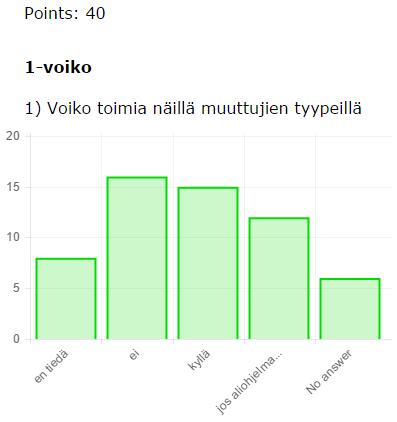 Points: 40
1-voiko
1) Voiko toimia näillä muuttujien tyypeillä
20
15
10
5
0
en tiedä
ei
kyllä
jos aliohjelma...
No answer